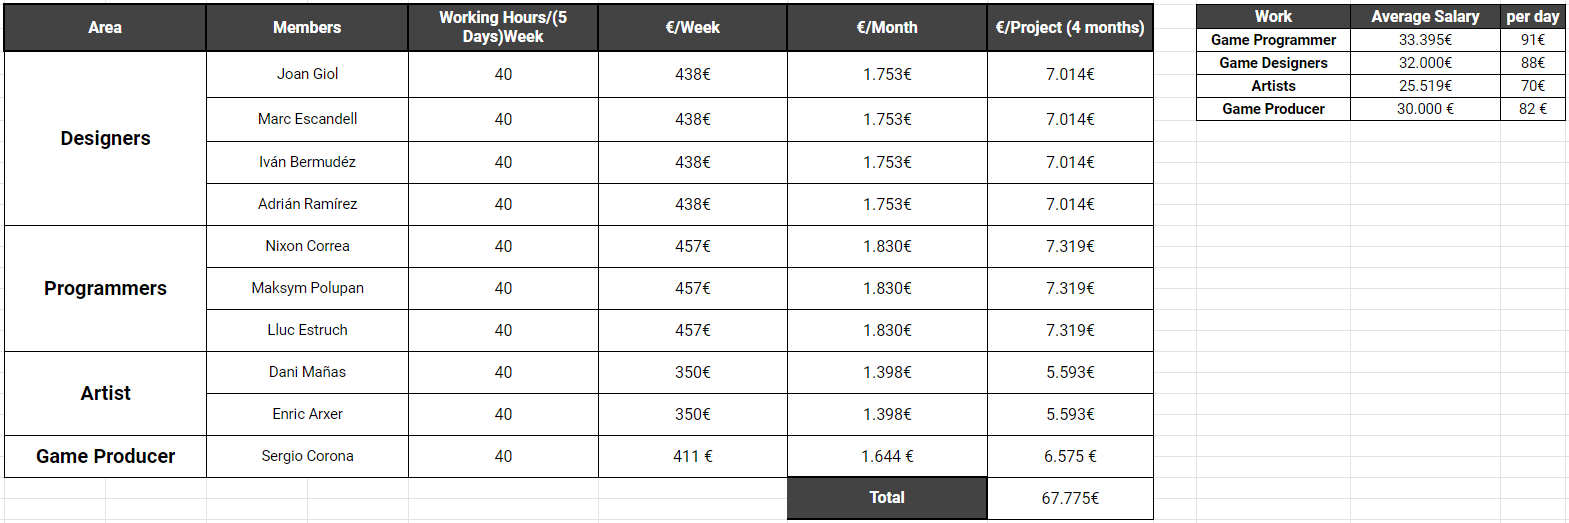 Area Members Working Hours/(5 Days)Week €/Week €/Month €/Project (4 months)
Designers
Joan Giol 40 438€ 1.753€ 7.014€
Marc Escandell 40 438€ 1.753€ 7.014€
Iván Bermudéz 40 438€ 1.753€ 7.014€
Adrián Ramírez 40 438€ 1.753€ 7.014€
Programmers
Nixon Correa 40 457€ 1.830€ 7.319€
Maksym Polupan 40 457€ 1.830€ 7.319€
Lluc Estruch 40 457€ 1.830€ 7.319€
Artist
Dani Mañas 40 350€ 1.398€ 5.593€
Enric Arxer 40 350€ 1.398€ 5.593€
Game Producer Sergio Corona 40 411 € 1.644 € 6.575 €
Total 67.775€
Work Average Salary per day
Game Programmer 33.395€ 91€
Game Designers 32.000€ 88€
Artists 25.519€ 70€
Game Producer 30.000 € 82 €